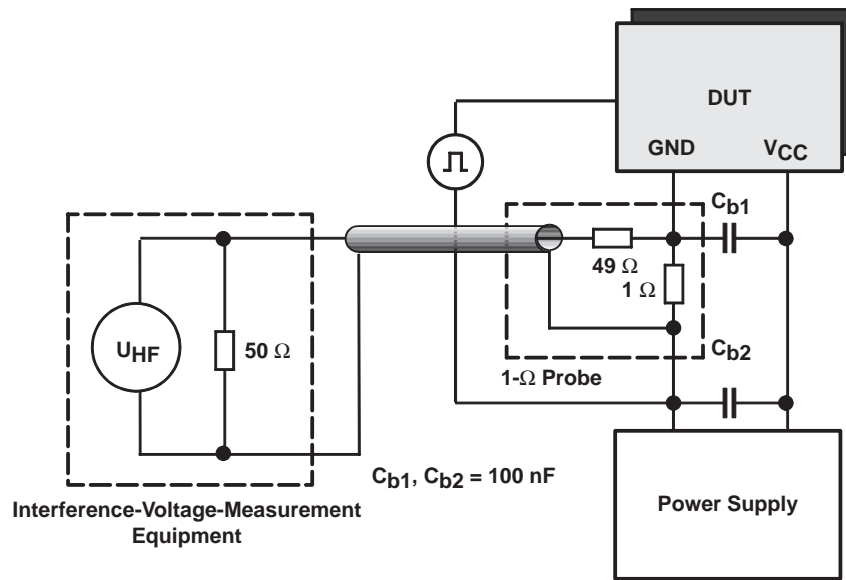 DUT
GND
VCC
Cb1
49 Ω
1 Ω
UHF
50 Ω
Cb2
1-Ω Probe
Cb1, Cb2 = 100 nF
Interference-Voltage-Measurement
Equipment
Power Supply